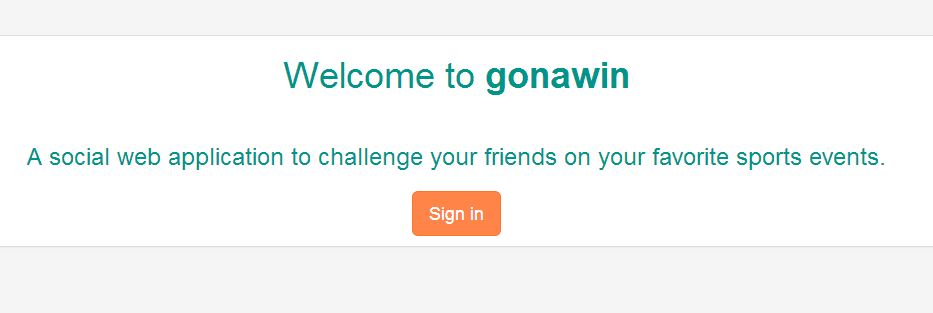 Welcome to gonawin
A social web application to challenge your friends on your favorite sports events.
Sign in